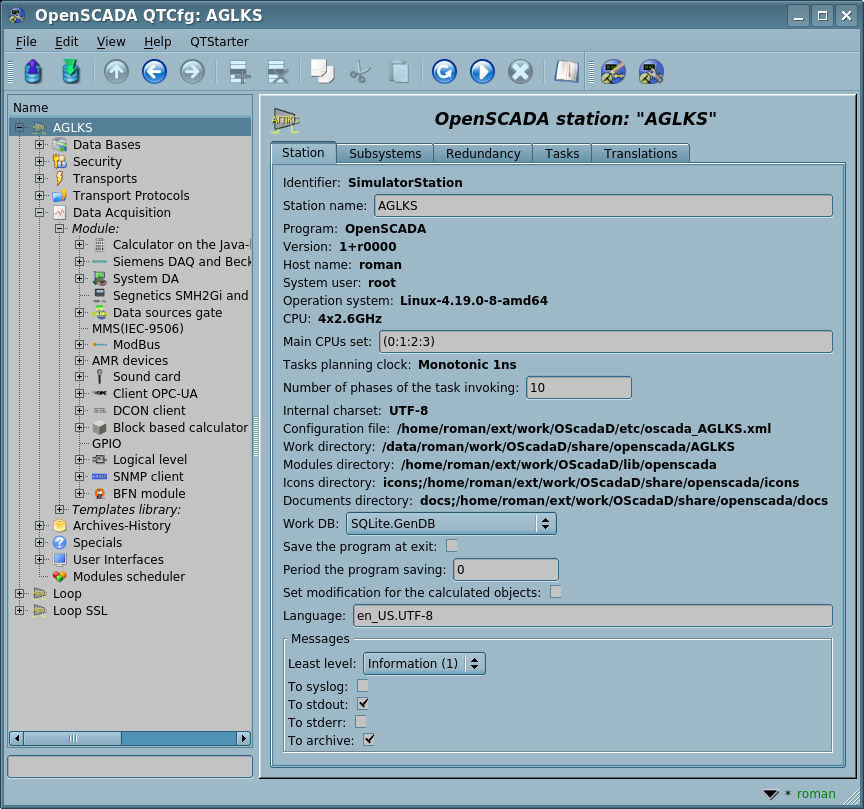 OpenSCADA QTCfg: AGLKS
File Edit View Help QTStarter
Name
AGLKS
Data Bases
Security
Transports
Transport Protocols
Data Acquisition
Module:
Calculator on the Java-l
Siemens DAQ and Beck
System DA
Segnetics SMH2Gi and
Data sources gate
MMS(IEC-9506)
ModBus
AMR devices
Sound card
Client OPC-UA
DCON client
Block based calculator
GPIO
Logical level
SNMP client
BFN module
Templates library:
Archives-History
Specials
User Interfaces
Modules scheduler
Loop
Loop SSL
АГЛКС
OpenSCADA station: "AGLKS"
Station Subsystems Redundancy Tasks Translations
Identifier: SimulatorStation
Station name: AGLKS
Program: OpenSCADA
Version: 1+r0000
Host name: roman
System user: root
Operation system: Linux-4.19.0-8-amd64
CPU: 4x2.6GHz
Main CPUs set: (0:1:2:3)
Tasks planning clock: Monotonic 1ns
Number of phases of the task invoking: 10
Internal charset: UTF-8
Configuration file: /home/roman/ext/work/OScadaD/etc/oscada_AGLKS.xml
Work directory: /data/roman/work/OScadaD/share/openscada/AGLKS
Modules directory: /home/roman/ext/work/OScadaD/lib/openscada
Icons directory: icons;/home/roman/ext/work/OScadaD/share/openscada/icons
Documents directory: docs;/home/roman/ext/work/OScadaD/share/openscada/docs
Work DB: SQLite.GenDB
Save the program at exit:
Period the program saving: 0
Set modification for the calculated objects:
Language: en_US.UTF-8
Messages
Least level: Information (1)
To syslog:
To stdout:
To stderr:
To archive:
* roman